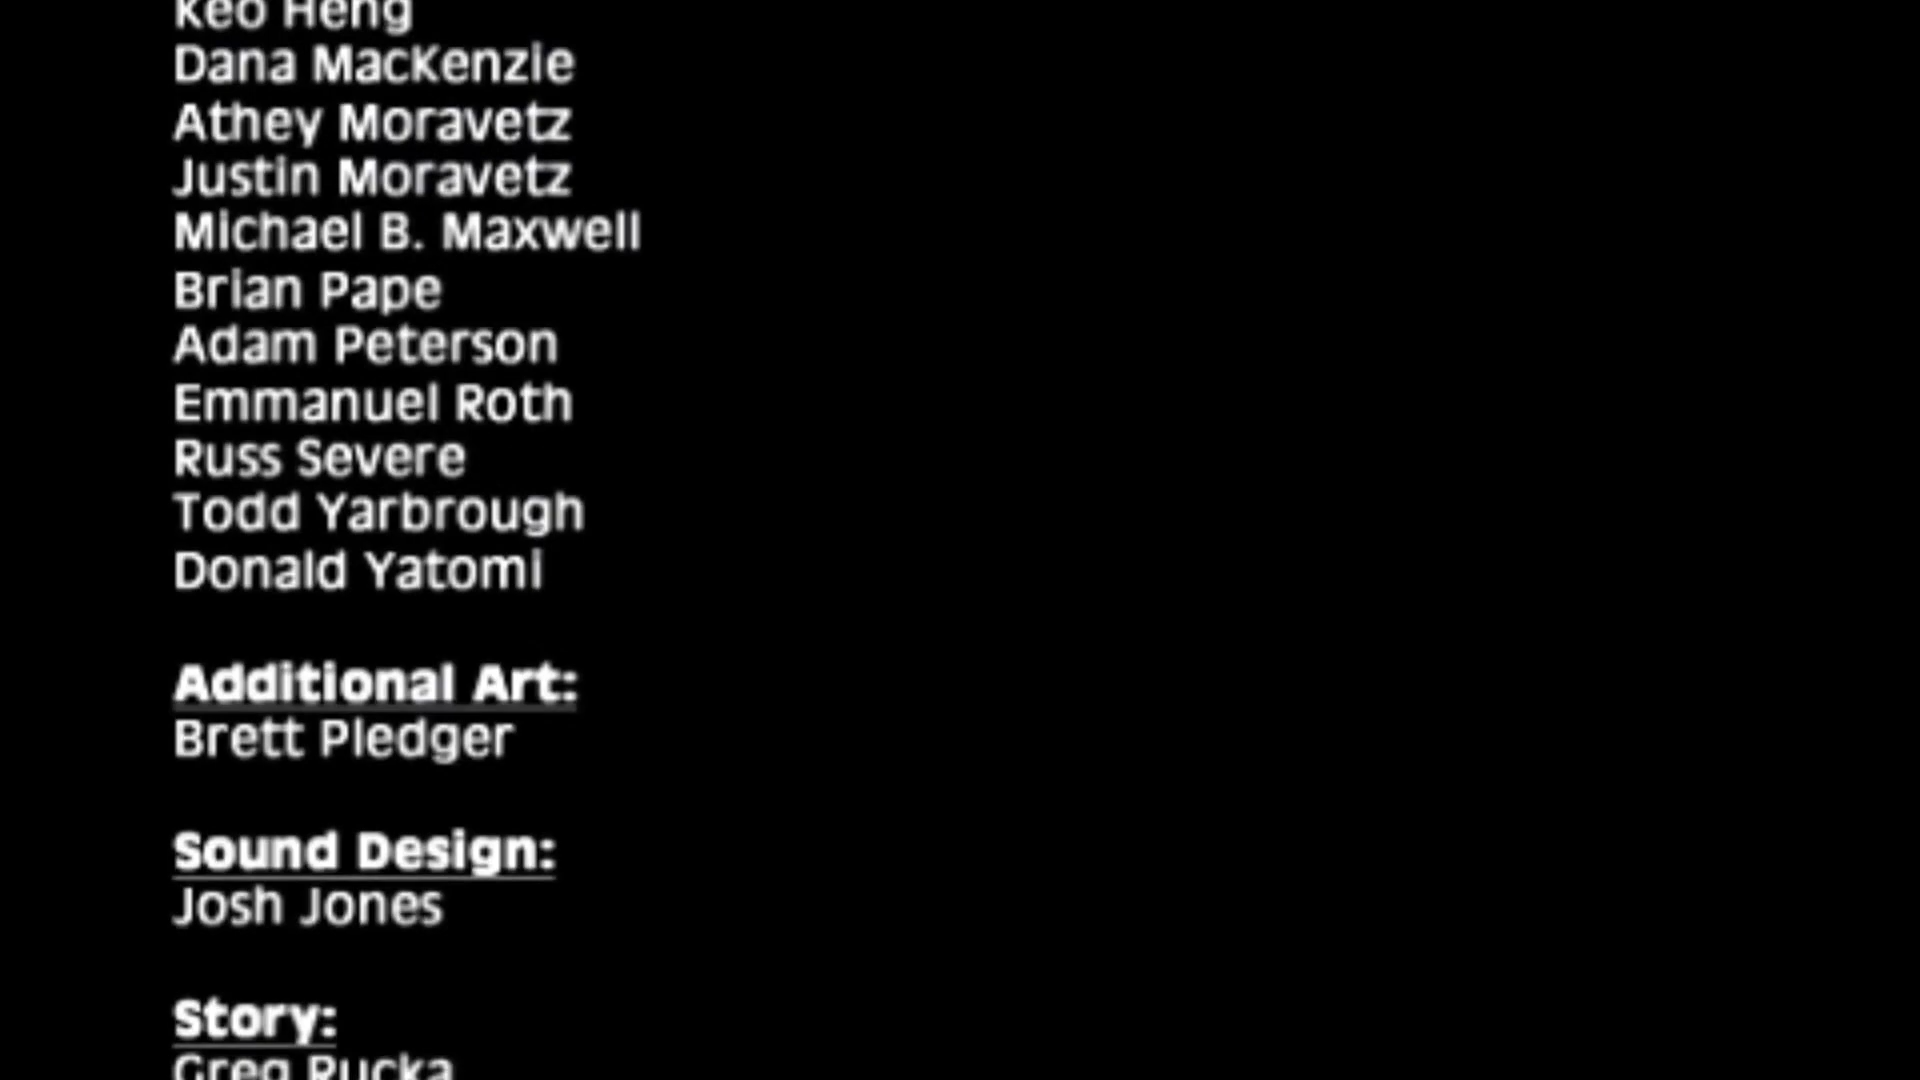 Keo Heng
Dana MacKenzie
Athey Moravetz
Justin Moravetz
Michael B. Maxwell
Brian Pape
Adam Peterson
Emmanuel Roth
Russ Severe
Todd Yarbrough
Donald Yatomi
Additional Art:
Brett Pledger
Sound Design:
Josh Jones
Story:
Greg Rucka